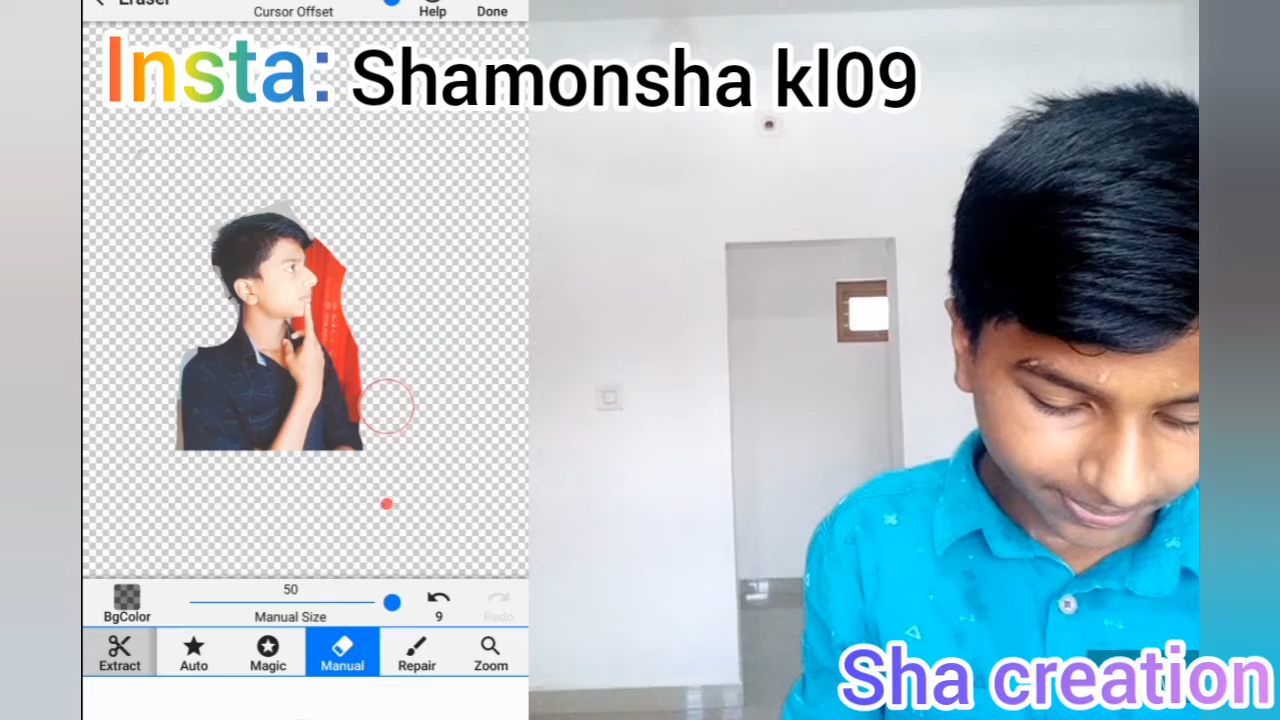 Eraser
Cursor Offset
Help
Done
Insta: Shamonsha kl09
50
BgColor
Manual Size
9
Redo
Extract
Auto
Magic
Manual
Repair
Zoom
Sha creation